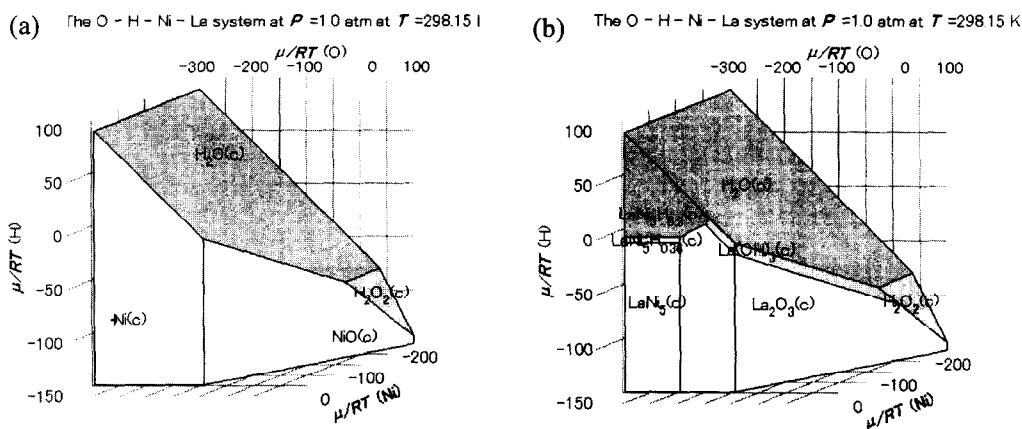 (a) The O - H - Ni - La system at P =1.0 atm at T =298.15 I
μ/RT (O)
-300 -200 -100 0 100
100
50
0
-50
-100
-150
μ/RT (H)
H₂O(c)
H₂O₂(c)
Ni(c)
NiO(c)
-200
-100
0
μ/RT (Ni)
(b) The O - H - Ni - La system at P =1.0 atm at T =298.15 K
μ/RT (O)
-300 -200 -100 0 100
100
50
0
-50
-100
-150
μ/RT (H)
H₂O(c)
La(OH)₃(c)
H₂O₂(c)
LaNi₅(c)
La₂O₃(c)
-200
-100
0
μ/RT (Ni)